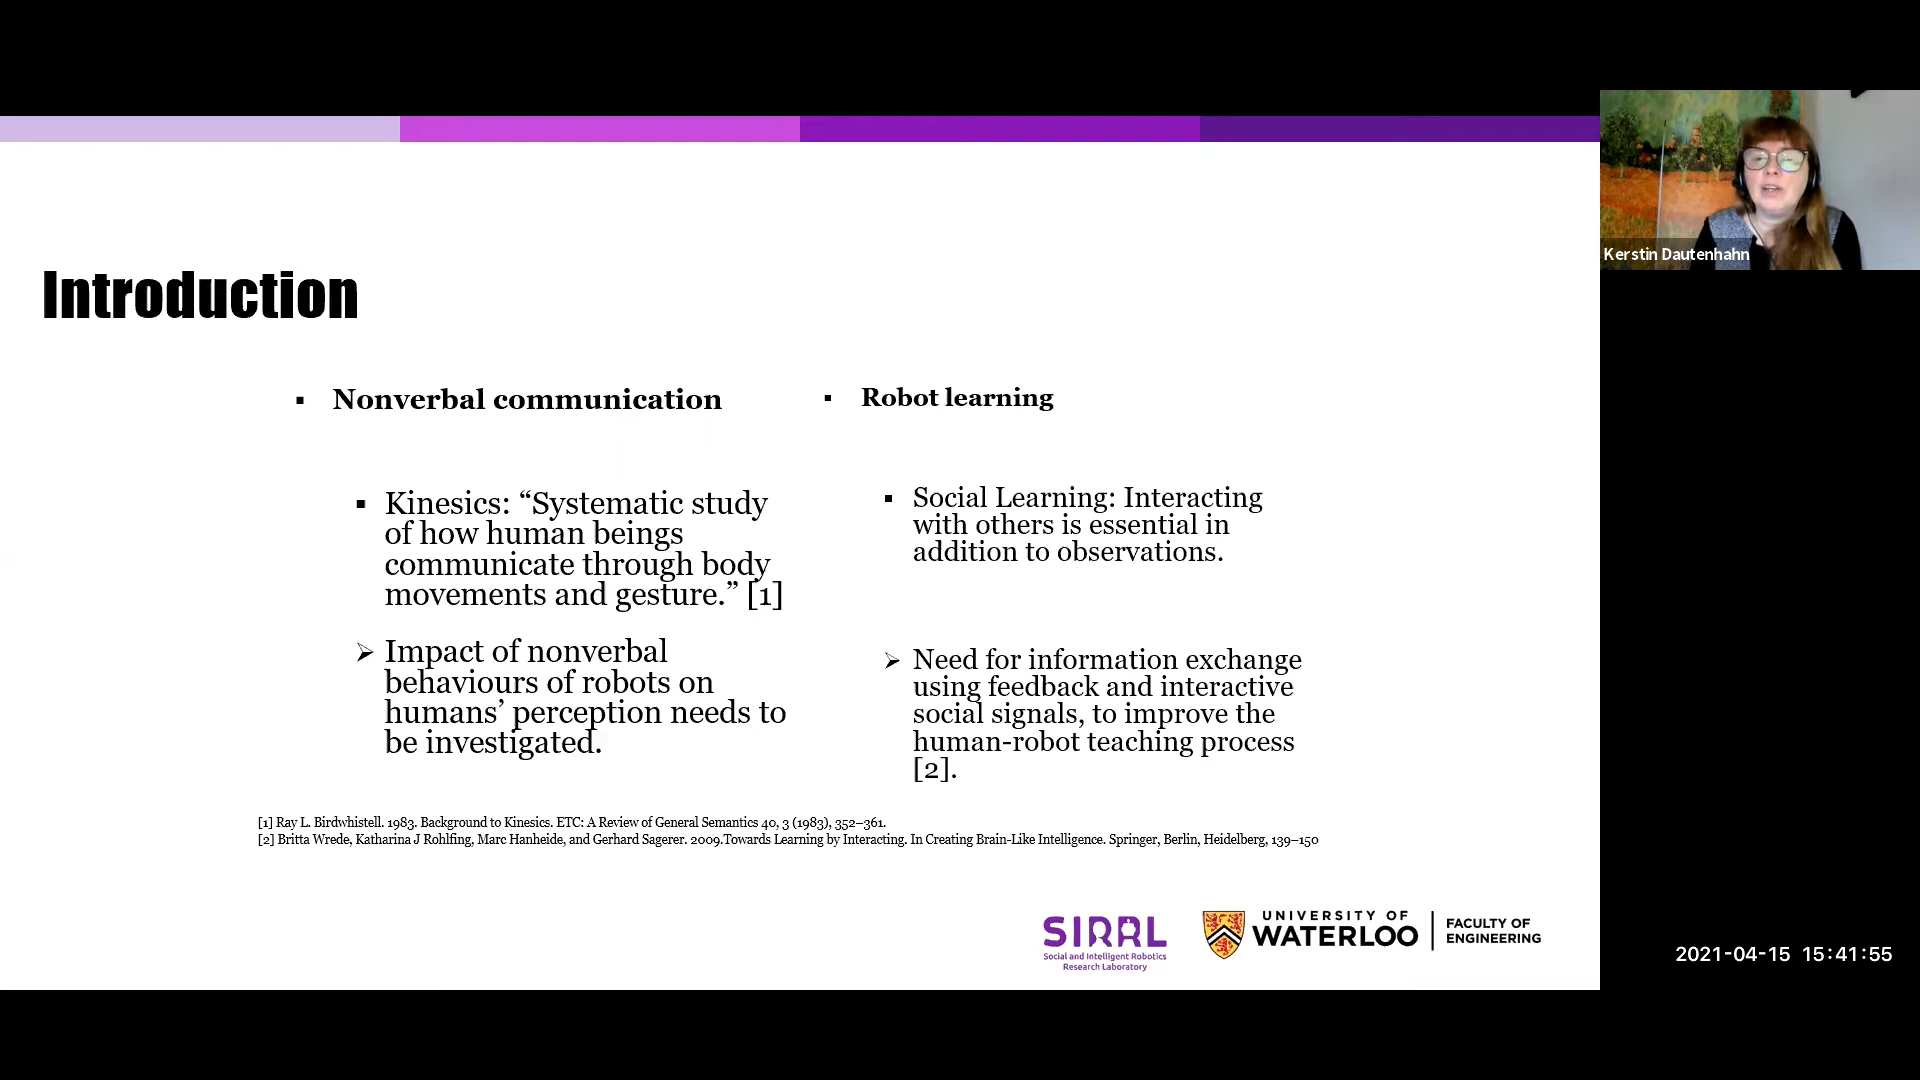 Introduction
Nonverbal communication
Kinesics: “Systematic study
of how human beings
communicate through body
movements and gesture.” [1]
Impact of nonverbal
behaviours of robots on
humans’ perception needs to
be investigated.
Robot learning
Social Learning: Interacting
with others is essential in
addition to observations.
Need for information exchange
using feedback and interactive
social signals, to improve the
human-robot teaching process
[2].
[1] Ray L. Birdwhistell. 1983. Background to Kinesics. ETC: A Review of General Semantics 40, 3 (1983), 352–361.
[2] Britta Wrede, Katharina J Rohlfing, Marc Hanheide, and Gerhard Sagerer. 2009.Towards Learning by Interacting. In Creating Brain-Like Intelligence. Springer, Berlin, Heidelberg, 139–150
SIRRL
Social and Intelligent Robotics
Research Laboratory
UNIVERSITY OF
WATERLOO
FACULTY OF
ENGINEERING
Kerstin Dautenhahn
2021-04-15 15:41:55